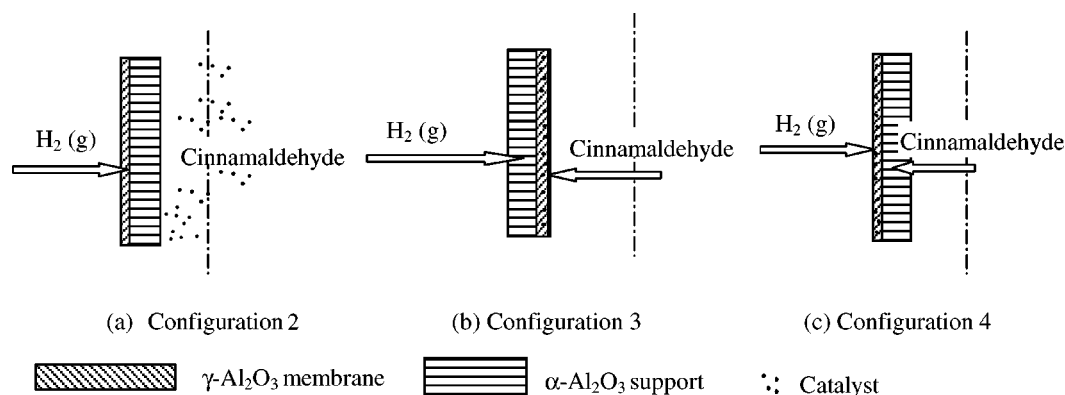 H₂ (g)
Cinnamaldehyde
H₂ (g)
Cinnamaldehyde
H₂ (g)
Cinnamaldehyde
(a) Configuration 2
(b) Configuration 3
(c) Configuration 4
γ-Al₂O₃ membrane
α-Al₂O₃ support
Catalyst